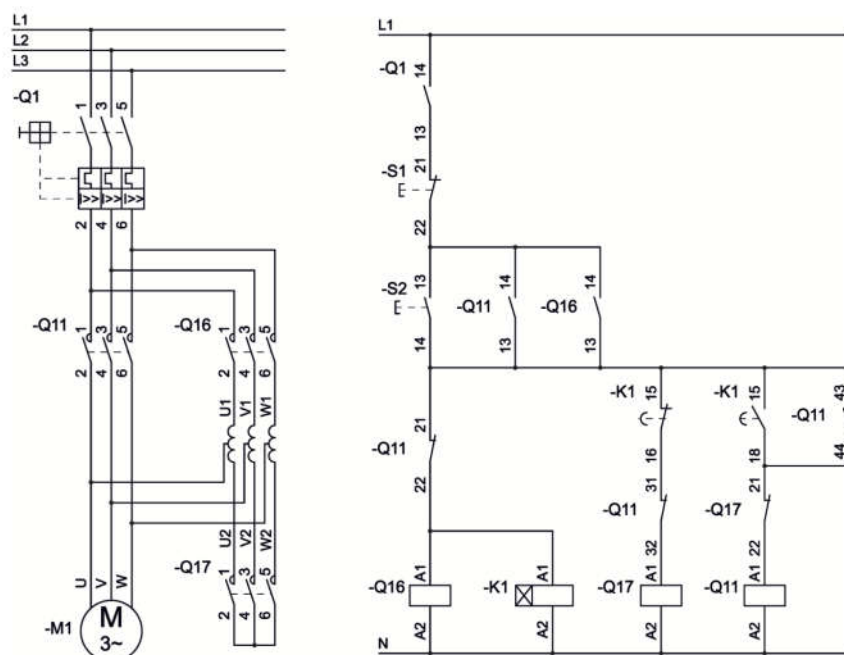 L1
L2
L3
-Q1
1 3 5
|>> |>> |>>
2 4 6
-Q11
1 3 5
2 4 6
-Q16
1 3 5
2 4 6
U1 V1 W1
U2 V2 W2
-Q17
1 3 5
2 4 6
U V W
-M1
M
3~
L1
-Q1
14
13
-S1
21
22
-S2
13
14
-Q11
14
13
-Q16
14
13
-Q11
21
22
-K1
15
16
-K1
15
18
-Q11
43
44
-Q11
31
32
-Q17
21
22
-Q16
A1
A2
-K1
A1
A2
-Q17
A1
A2
-Q11
A1
A2
N